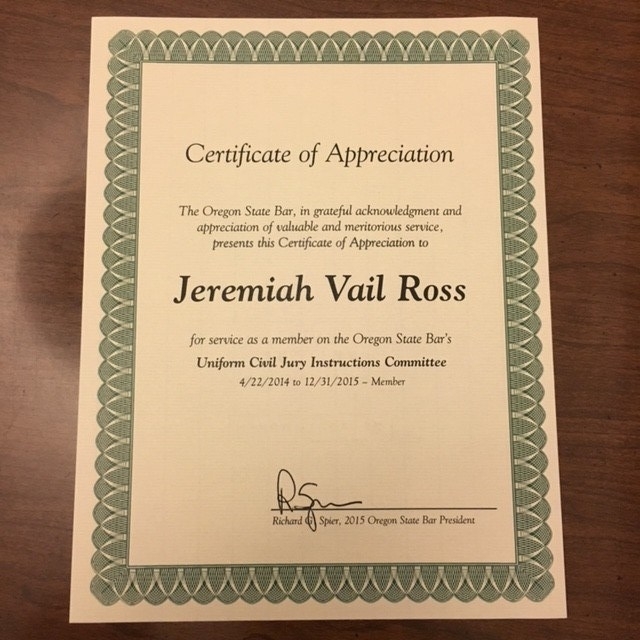 Certificate of Appreciation
The Oregon State Bar, in grateful acknowledgment and
appreciation of valuable and meritorious service,
presents this Certificate of Appreciation to
Jeremiah Vail Ross
for service as a member on the Oregon State Bar's
Uniform Civil Jury Instructions Committee
4/22/2014 to 12/31/2015 – Member
Richard G. Spier, 2015 Oregon State Bar President